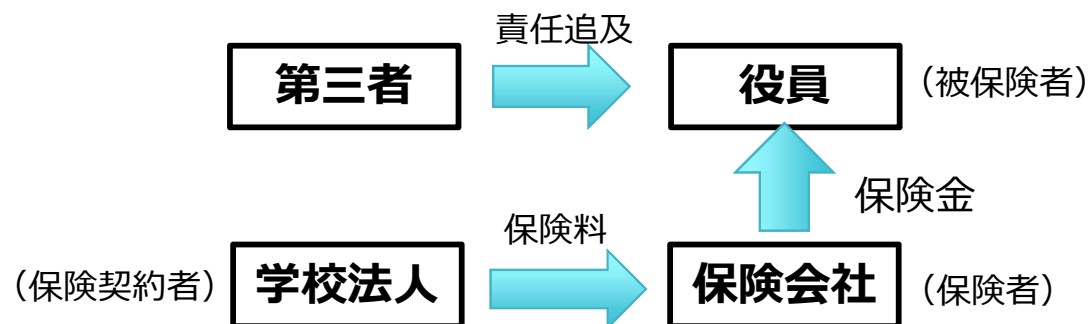 責任追及
第三者
役員
（被保険者）
保険金
保険料
（保険契約者）
学校法人
保険会社
（保険者）